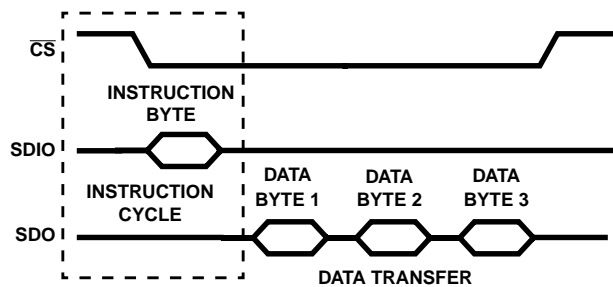 CS
INSTRUCTION
BYTE
SDIO
INSTRUCTION
CYCLE
DATA
BYTE 1
DATA
BYTE 2
DATA
BYTE 3
SDO
DATA TRANSFER